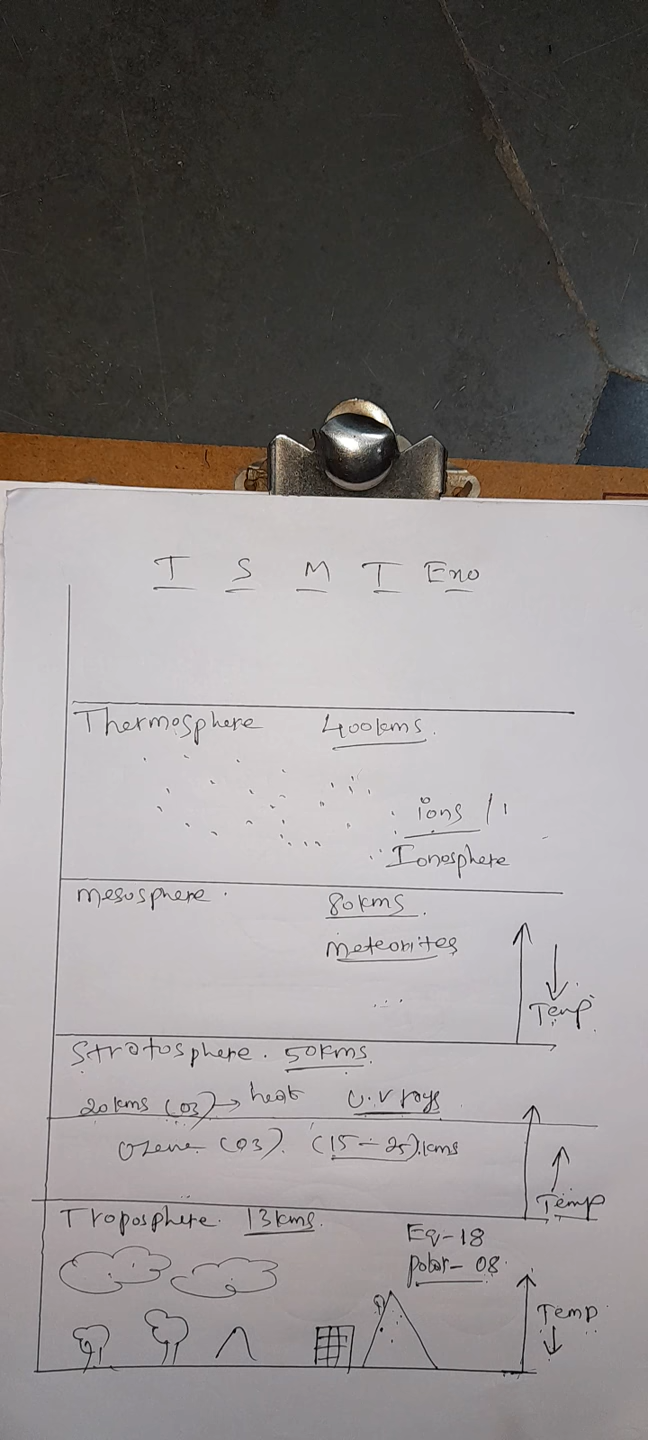 T S M T Exo
Thermosphere 400kms.
ions / 1
Ionosphere
mesosphere. 80kms.
meteorites
Temp.
Stratosphere. 50kms.
20kms (O3) → heat U.V rays
Ozone (O3). (15 - 25).kms
Temp
Troposphere. 13kms.
Eq-18
polar- 08.
Temp